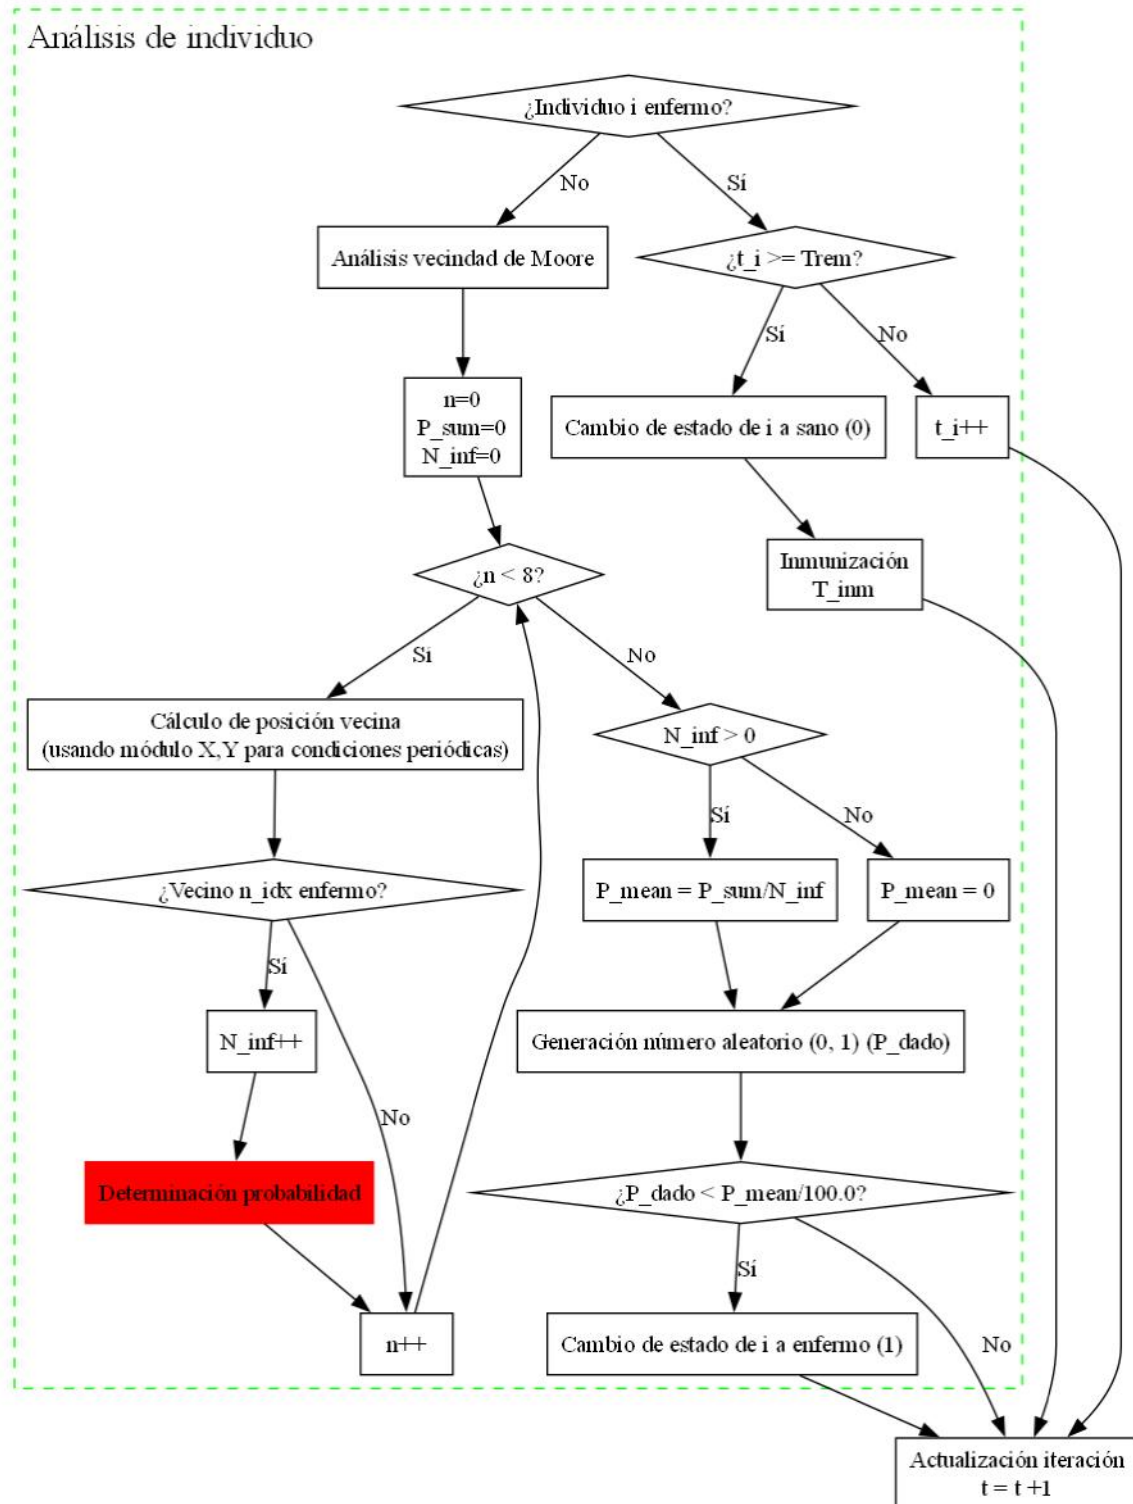 Análisis de individuo
¿Individuo i enfermo?
No
Sí
Análisis vecindad de Moore
¿t_i >= Trem?
Sí
No
n=0
P_sum=0
N_inf=0
Cambio de estado de i a sano (0)
t_i++
Inmunización
T_inm
¿n < 8?
Sí
No
Cálculo de posición vecina
(usando módulo X,Y para condiciones periódicas)
N_inf > 0
Sí
No
¿Vecino n_idx enfermo?
P_mean = P_sum/N_inf
P_mean = 0
Sí
N_inf++
Generación número aleatorio (0, 1) (P_dado)
No
Determinación probabilidad
¿P_dado < P_mean/100.0?
Sí
No
n++
Cambio de estado de i a enfermo (1)
Actualización iteración
t = t +1